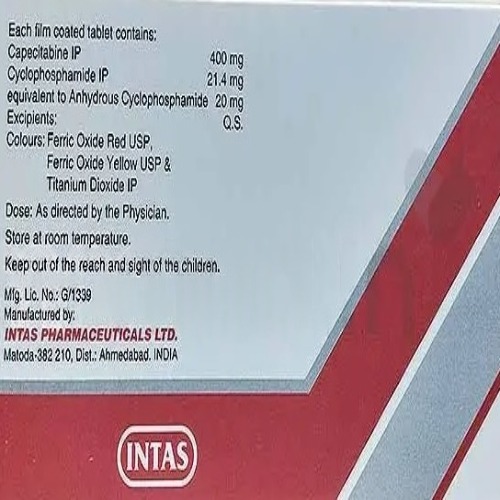 Each film coated tablet contains:
Capecitabine IP 400 mg
Cyclophosphamide IP 21.4 mg
equivalent to Anhydrous Cyclophosphamide 20 mg
Excipients: Q.S.
Colours: Ferric Oxide Red USP,
Ferric Oxide Yellow USP &
Titanium Dioxide IP
Dose: As directed by the Physician.
Store at room temperature.
Keep out of the reach and sight of the children.
Mfg. Lic. No.: G/1339
Manufactured by:
INTAS PHARMACEUTICALS LTD.
Matoda-382 210, Dist.: Ahmedabad. INDIA
INTAS